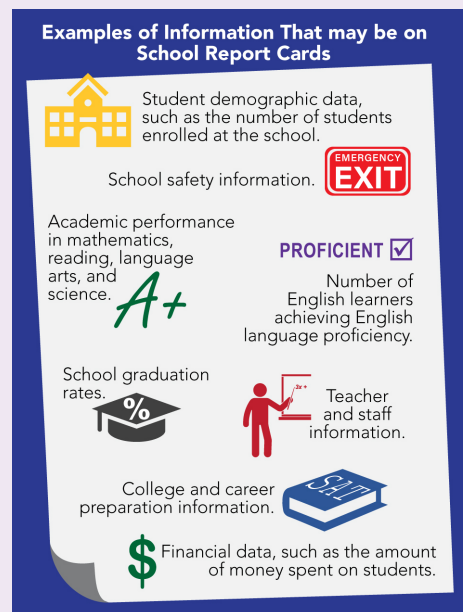 Examples of Information That may be on
School Report Cards
Student demographic data,
such as the number of students
enrolled at the school.
EMERGENCY
EXIT
School safety information.
Academic performance
in mathematics,
reading, language
arts, and
science.
A+
PROFICIENT
Number of
English learners
achieving English
language proficiency.
School graduation
rates.
%
2x +
Teacher
and staff
information.
College and career
preparation information.
SAT
$
Financial data, such as the amount
of money spent on students.